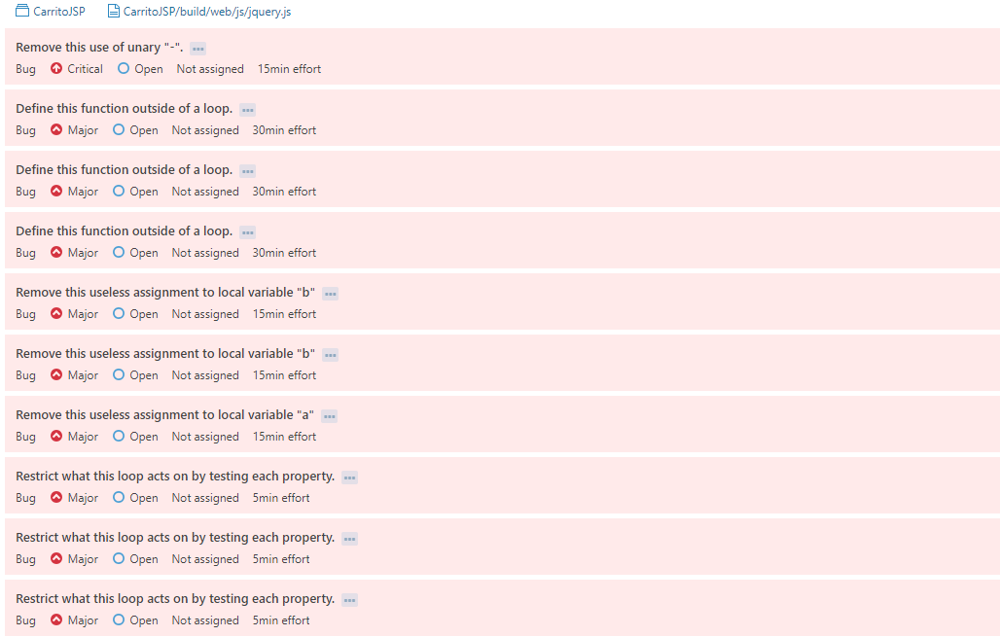 CarritoJSP CarritoJSP/build/web/js/jquery.js
Remove this use of unary "-".
Bug Critical Open Not assigned 15min effort
Define this function outside of a loop.
Bug Major Open Not assigned 30min effort
Define this function outside of a loop.
Bug Major Open Not assigned 30min effort
Define this function outside of a loop.
Bug Major Open Not assigned 30min effort
Remove this useless assignment to local variable "b"
Bug Major Open Not assigned 15min effort
Remove this useless assignment to local variable "b"
Bug Major Open Not assigned 15min effort
Remove this useless assignment to local variable "a"
Bug Major Open Not assigned 15min effort
Restrict what this loop acts on by testing each property.
Bug Major Open Not assigned 5min effort
Restrict what this loop acts on by testing each property.
Bug Major Open Not assigned 5min effort
Restrict what this loop acts on by testing each property.
Bug Major Open Not assigned 5min effort